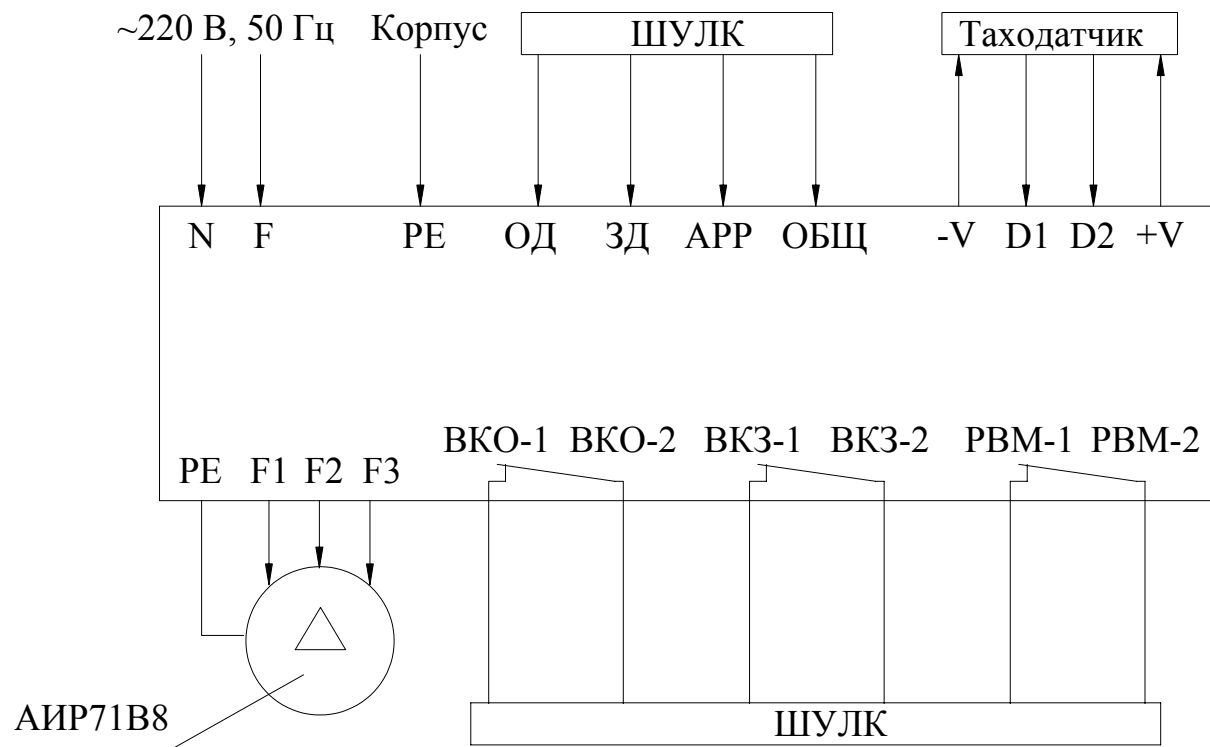 ~220 В, 50 Гц Корпус ШУЛК Таходатчик
N F PE ОД ЗД АРР ОБЩ -V D1 D2 +V
ВКО-1 ВКО-2 ВКЗ-1 ВКЗ-2 РВМ-1 РВМ-2
PE F1 F2 F3
АИР71В8
ШУЛК